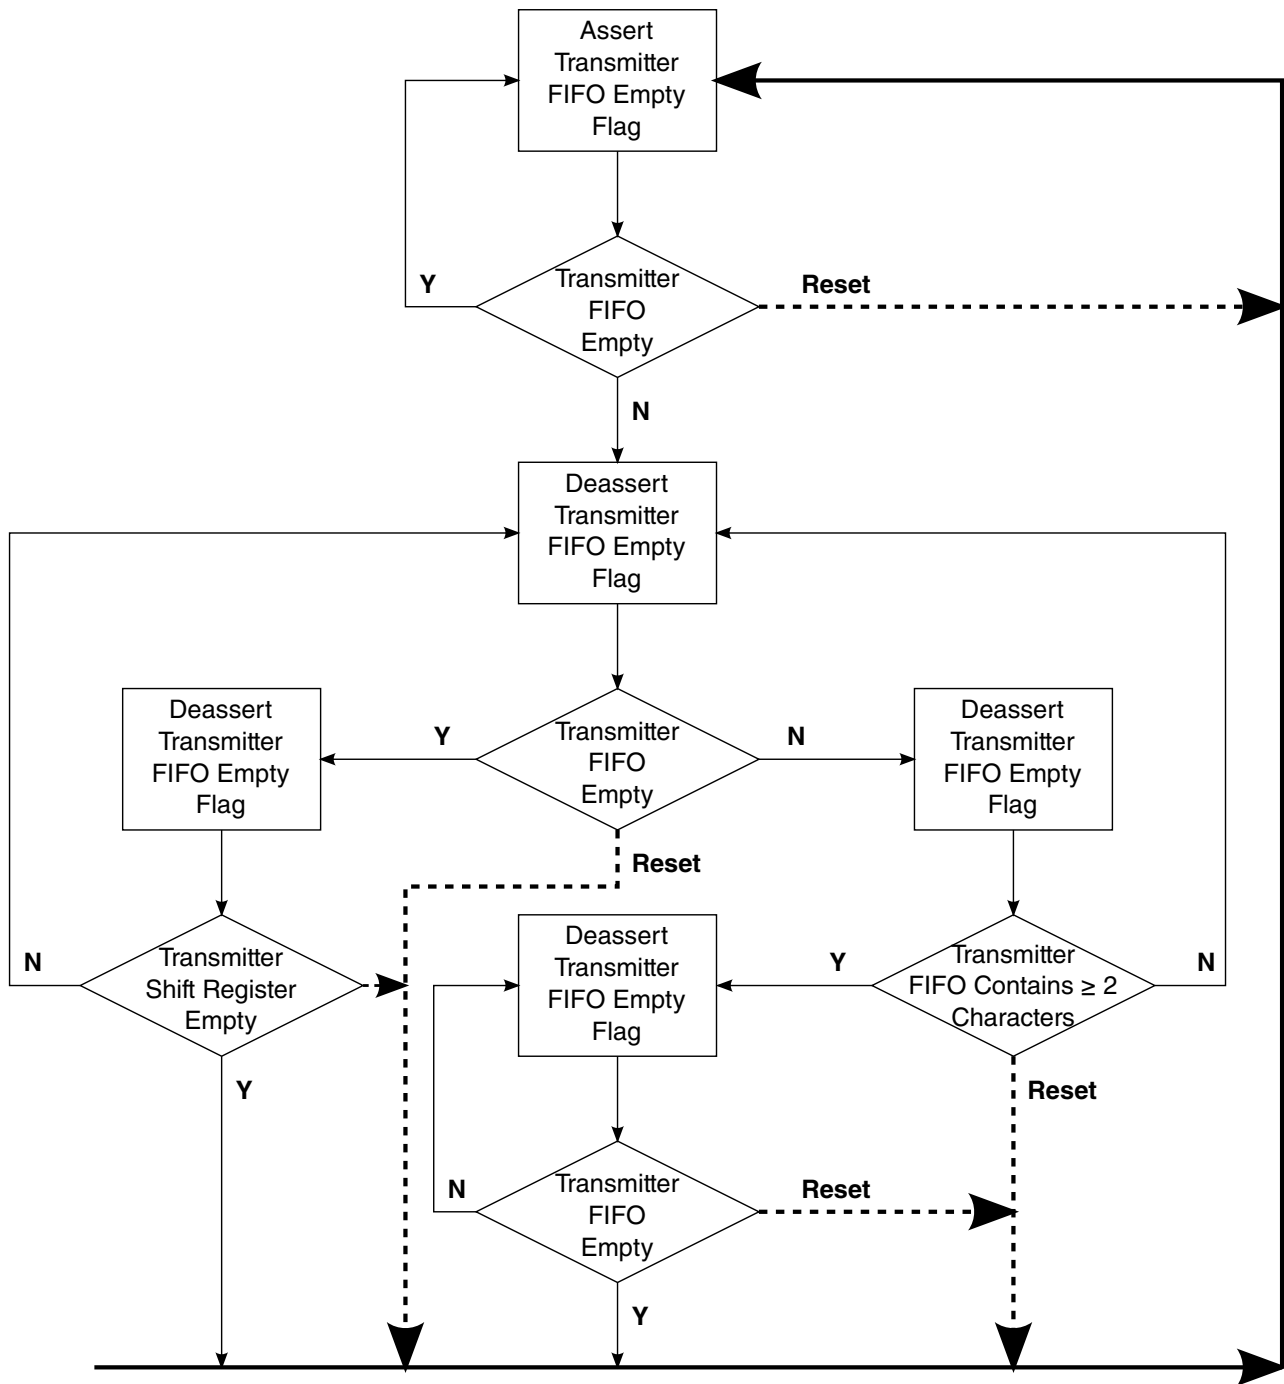 Assert
Transmitter
FIFO Empty
Flag
Y
Transmitter
FIFO
Empty
Reset
N
Deassert
Transmitter
FIFO Empty
Flag
Deassert
Transmitter
FIFO Empty
Flag
Y
Transmitter
FIFO
Empty
N
Deassert
Transmitter
FIFO Empty
Flag
Reset
N
Transmitter
Shift Register
Empty
Y
Deassert
Transmitter
FIFO Empty
Flag
Y
Transmitter
FIFO Contains ≥ 2
Characters
N
Reset
N
Transmitter
FIFO
Empty
Reset
Y